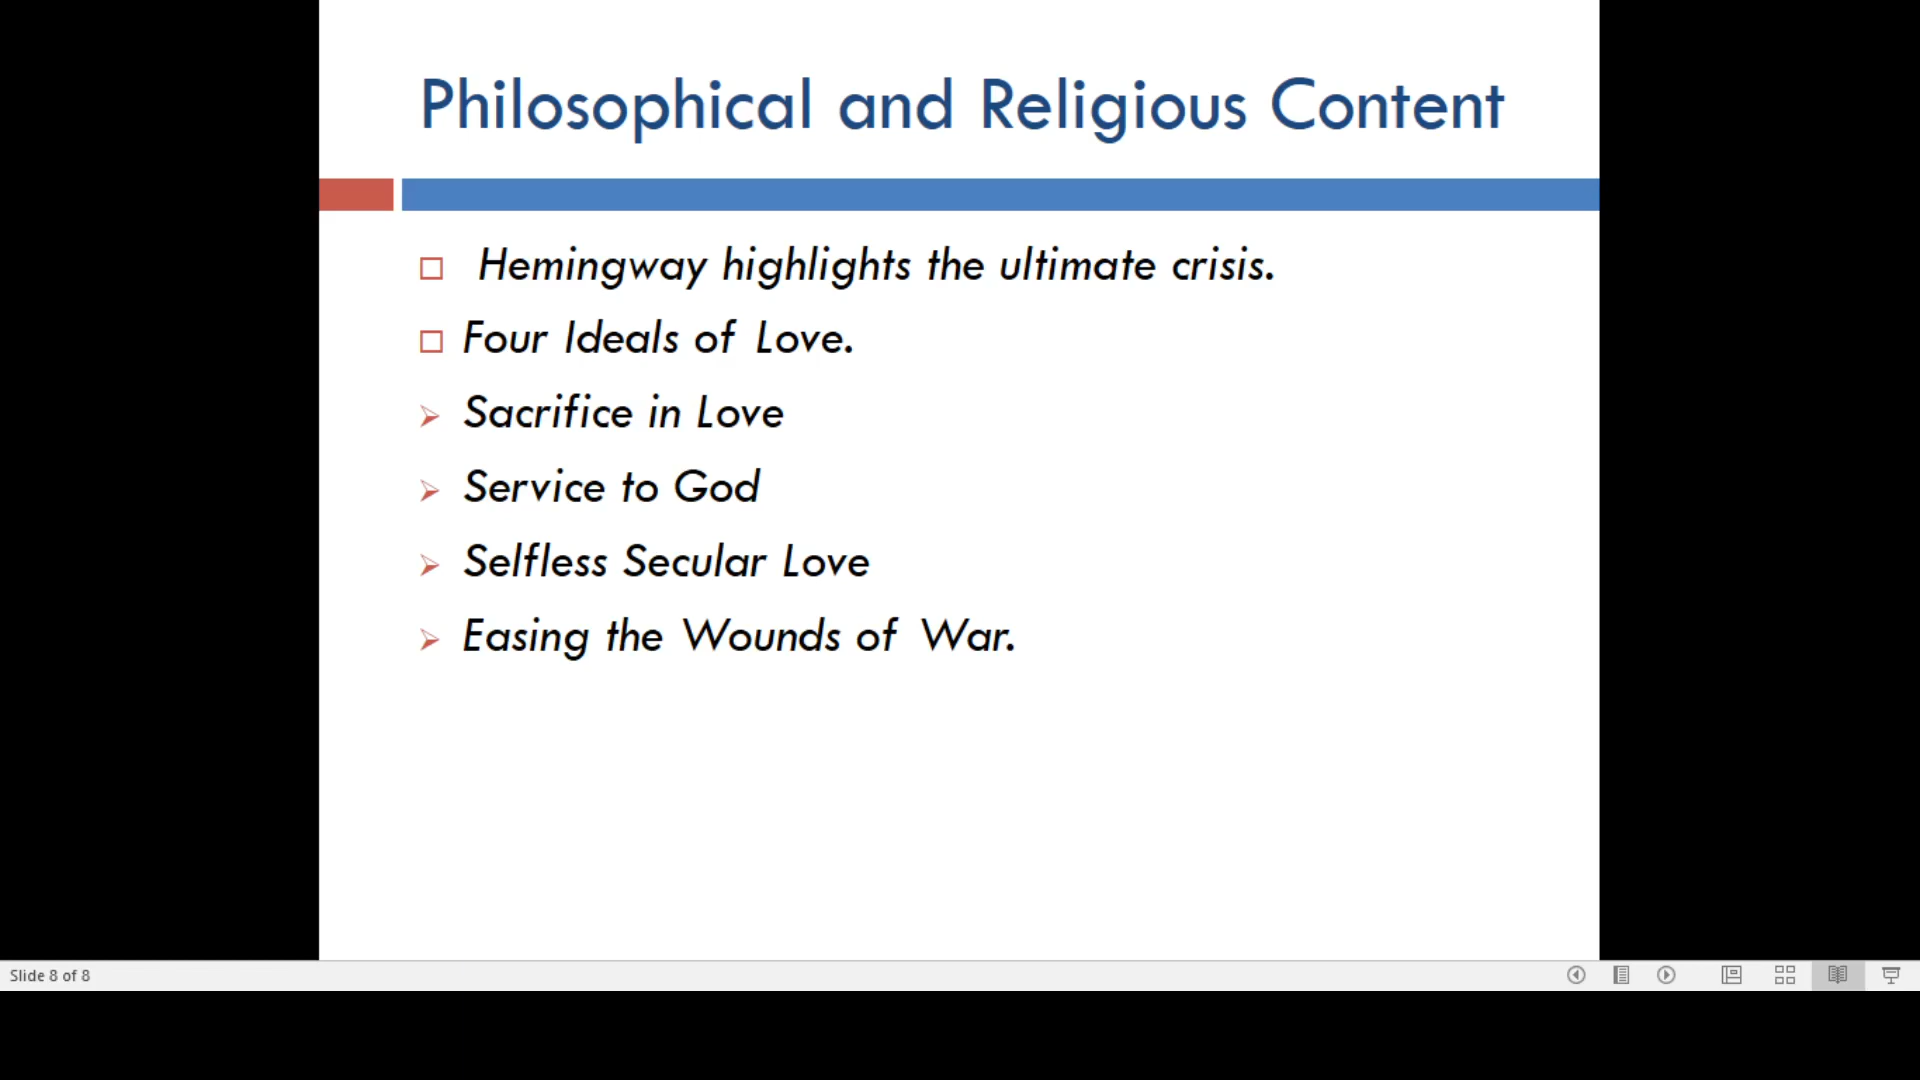 Philosophical and Religious Content
Hemingway highlights the ultimate crisis.
Four Ideals of Love.
Sacrifice in Love
Service to God
Selfless Secular Love
Easing the Wounds of War.
Slide 8 of 8